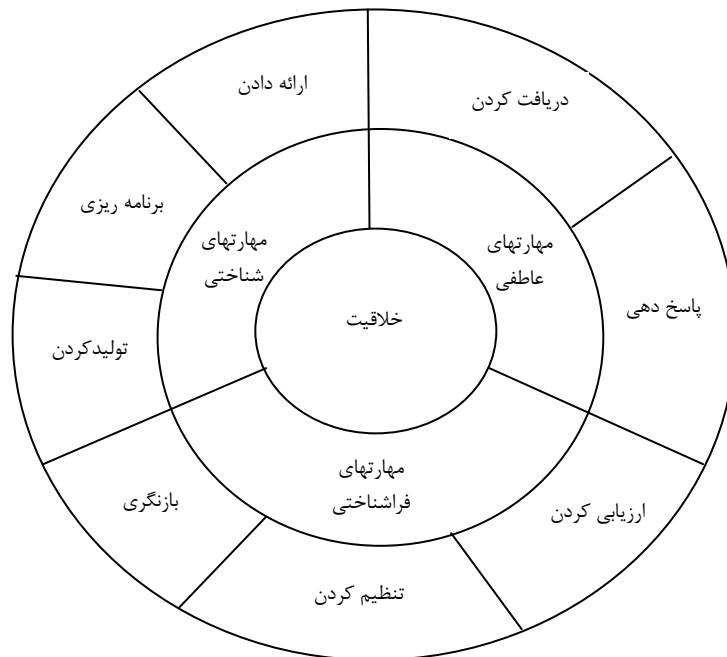 ارائه دادن
دریافت کردن
برنامه ریزی
مهارتهای
شناختی
مهارتهای
عاطفی
پاسخ دهی
خلاقیت
تولیدکردن
مهارتهای
فراشناختی
بازنگری
ارزیابی کردن
تنظیم کردن